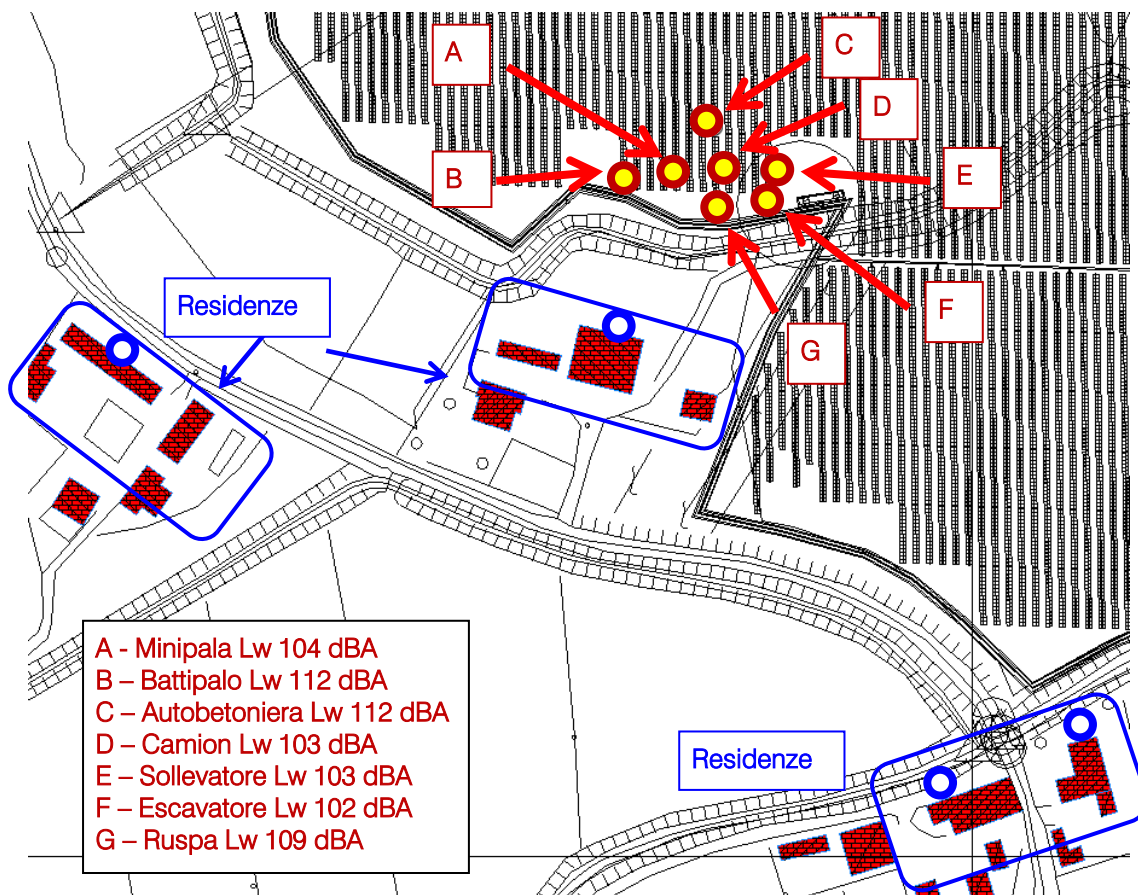 A
C
D
B
E
Residenze
F
G
A - Minipala Lw 104 dBA
B – Battipalo Lw 112 dBA
C – Autobetoniera Lw 112 dBA
D – Camion Lw 103 dBA
E – Sollevatore Lw 103 dBA
F – Escavatore Lw 102 dBA
G – Ruspa Lw 109 dBA
Residenze